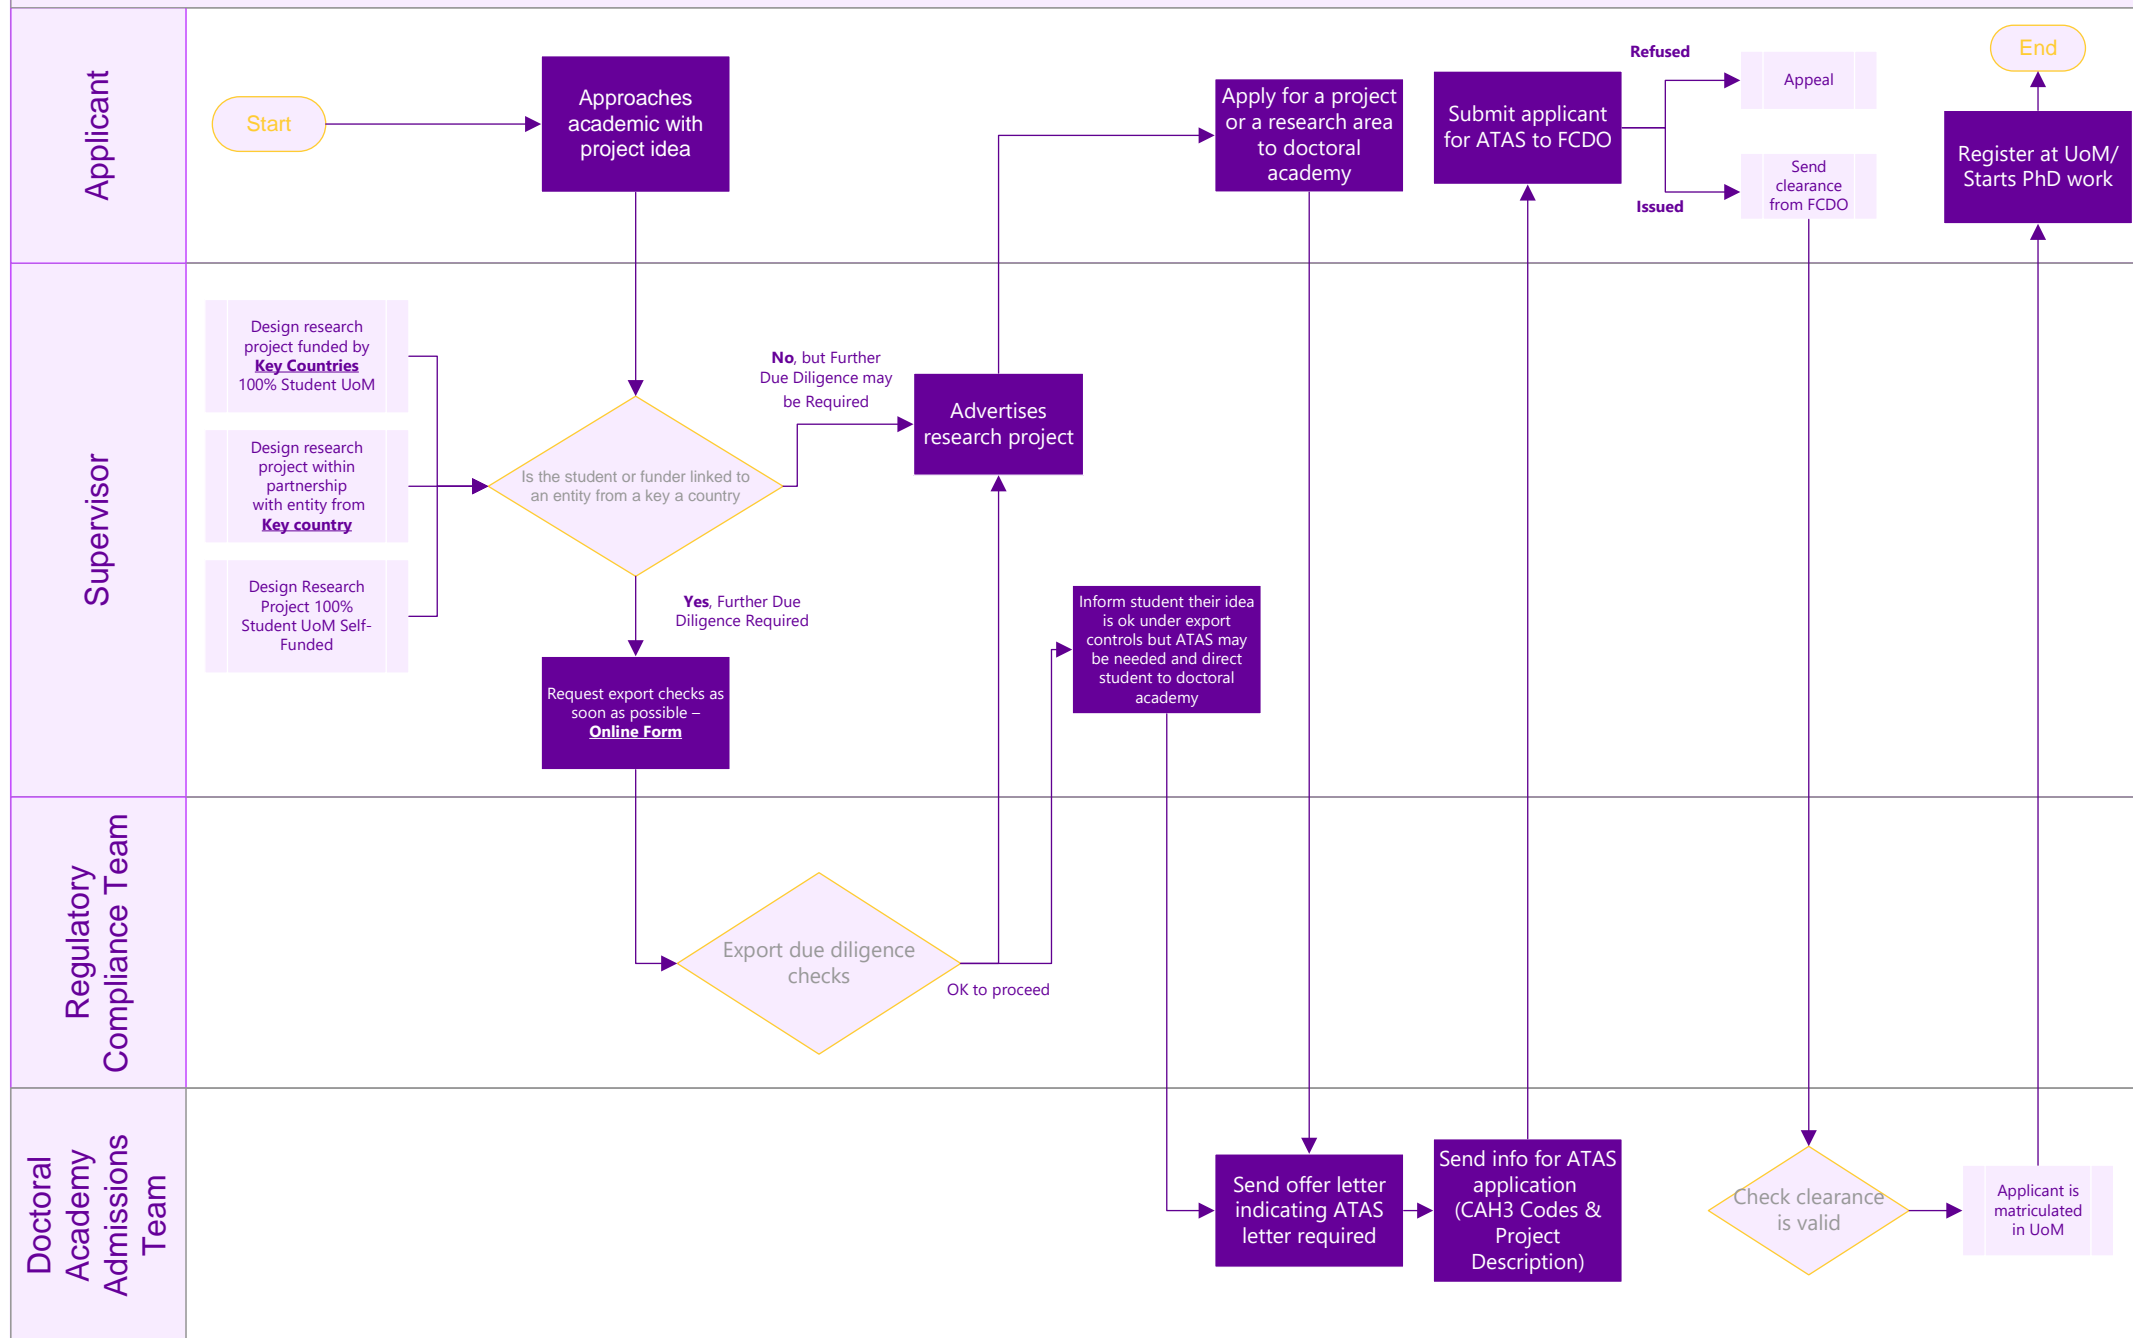 Applicant
Start
Approaches
academic with
project idea
Apply for a project
or a research area
to doctoral
academy
Submit applicant
for ATAS to FCDO
Refused
Appeal
Issued
Send
clearance
from FCDO
End
Register at UoM/
Starts PhD work
Supervisor
Design research
project funded by
Key Countries
100% Student UoM
Design research
project within
partnership
with entity from
Key country
Design Research
Project 100%
Student UoM Self-
Funded
Is the student or funder linked to
an entity from a key a country
No, but Further
Due Diligence may
be Required
Advertises
research project
Yes, Further Due
Diligence Required
Request export checks as
soon as possible –
Online Form
Inform student their idea
is ok under export
controls but ATAS may
be needed and direct
student to doctoral
academy
Regulatory
Compliance Team
Export due diligence
checks
OK to proceed
Doctoral
Academy
Admissions
Team
Send offer letter
indicating ATAS
letter required
Send info for ATAS
application
(CAH3 Codes &
Project
Description)
Check clearance
is valid
Applicant is
matriculated
in UoM